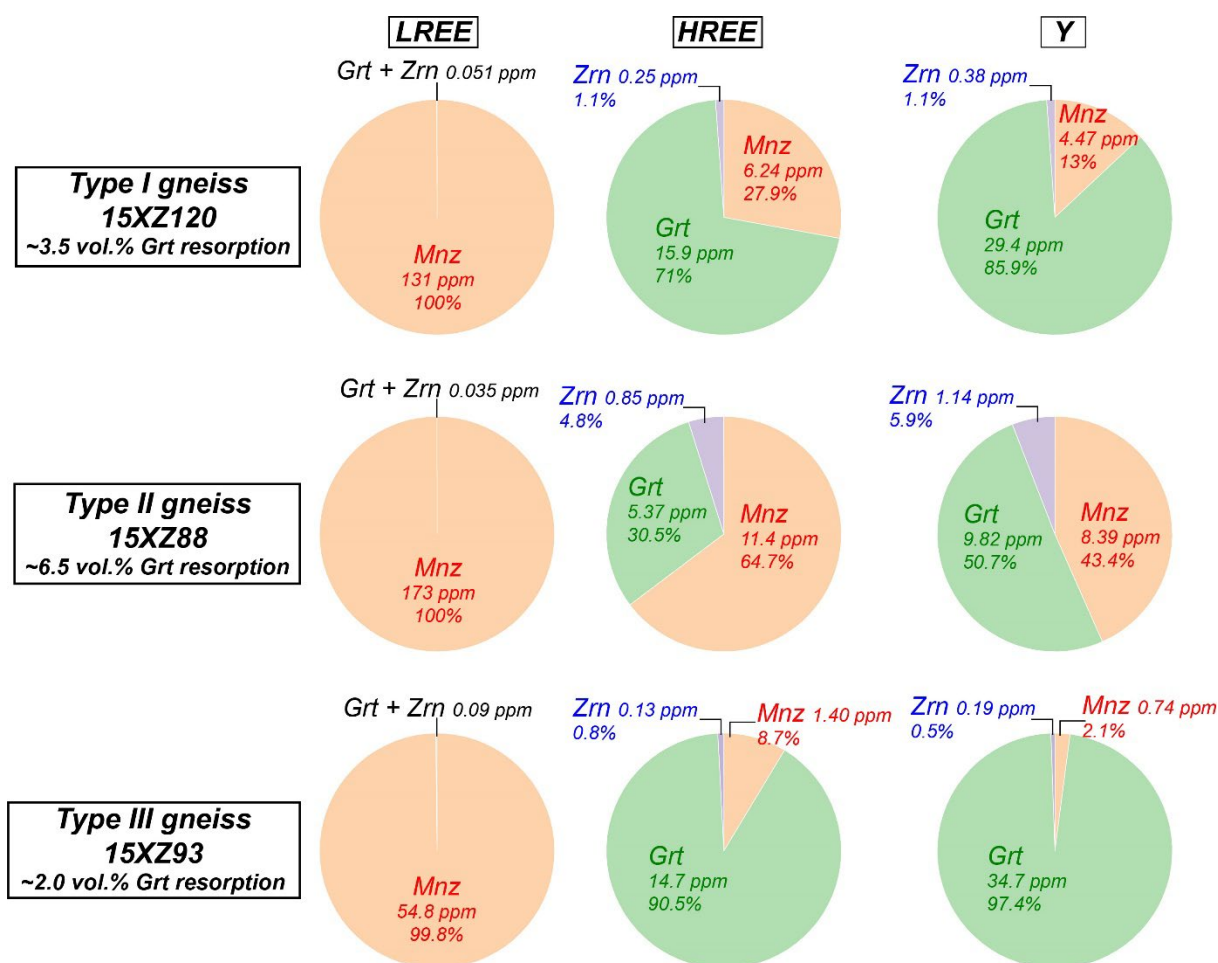 LREE
HREE
Y
Type I gneiss
15XZ120
~3.5 vol.% Grt resorption
Grt + Zrn 0.051 ppm
Mnz
131 ppm
100%
Zrn 0.25 ppm
1.1%
Mnz
6.24 ppm
27.9%
Grt
15.9 ppm
71%
Zrn 0.38 ppm
1.1%
Mnz
4.47 ppm
13%
Grt
29.4 ppm
85.9%
Type II gneiss
15XZ88
~6.5 vol.% Grt resorption
Grt + Zrn 0.035 ppm
Mnz
173 ppm
100%
Zrn 0.85 ppm
4.8%
Grt
5.37 ppm
30.5%
Mnz
11.4 ppm
64.7%
Zrn 1.14 ppm
5.9%
Grt
9.82 ppm
50.7%
Mnz
8.39 ppm
43.4%
Type III gneiss
15XZ93
~2.0 vol.% Grt resorption
Grt + Zrn 0.09 ppm
Mnz
54.8 ppm
99.8%
Zrn 0.13 ppm
0.8%
Mnz 1.40 ppm
8.7%
Grt
14.7 ppm
90.5%
Zrn 0.19 ppm
0.5%
Mnz 0.74 ppm
2.1%
Grt
34.7 ppm
97.4%